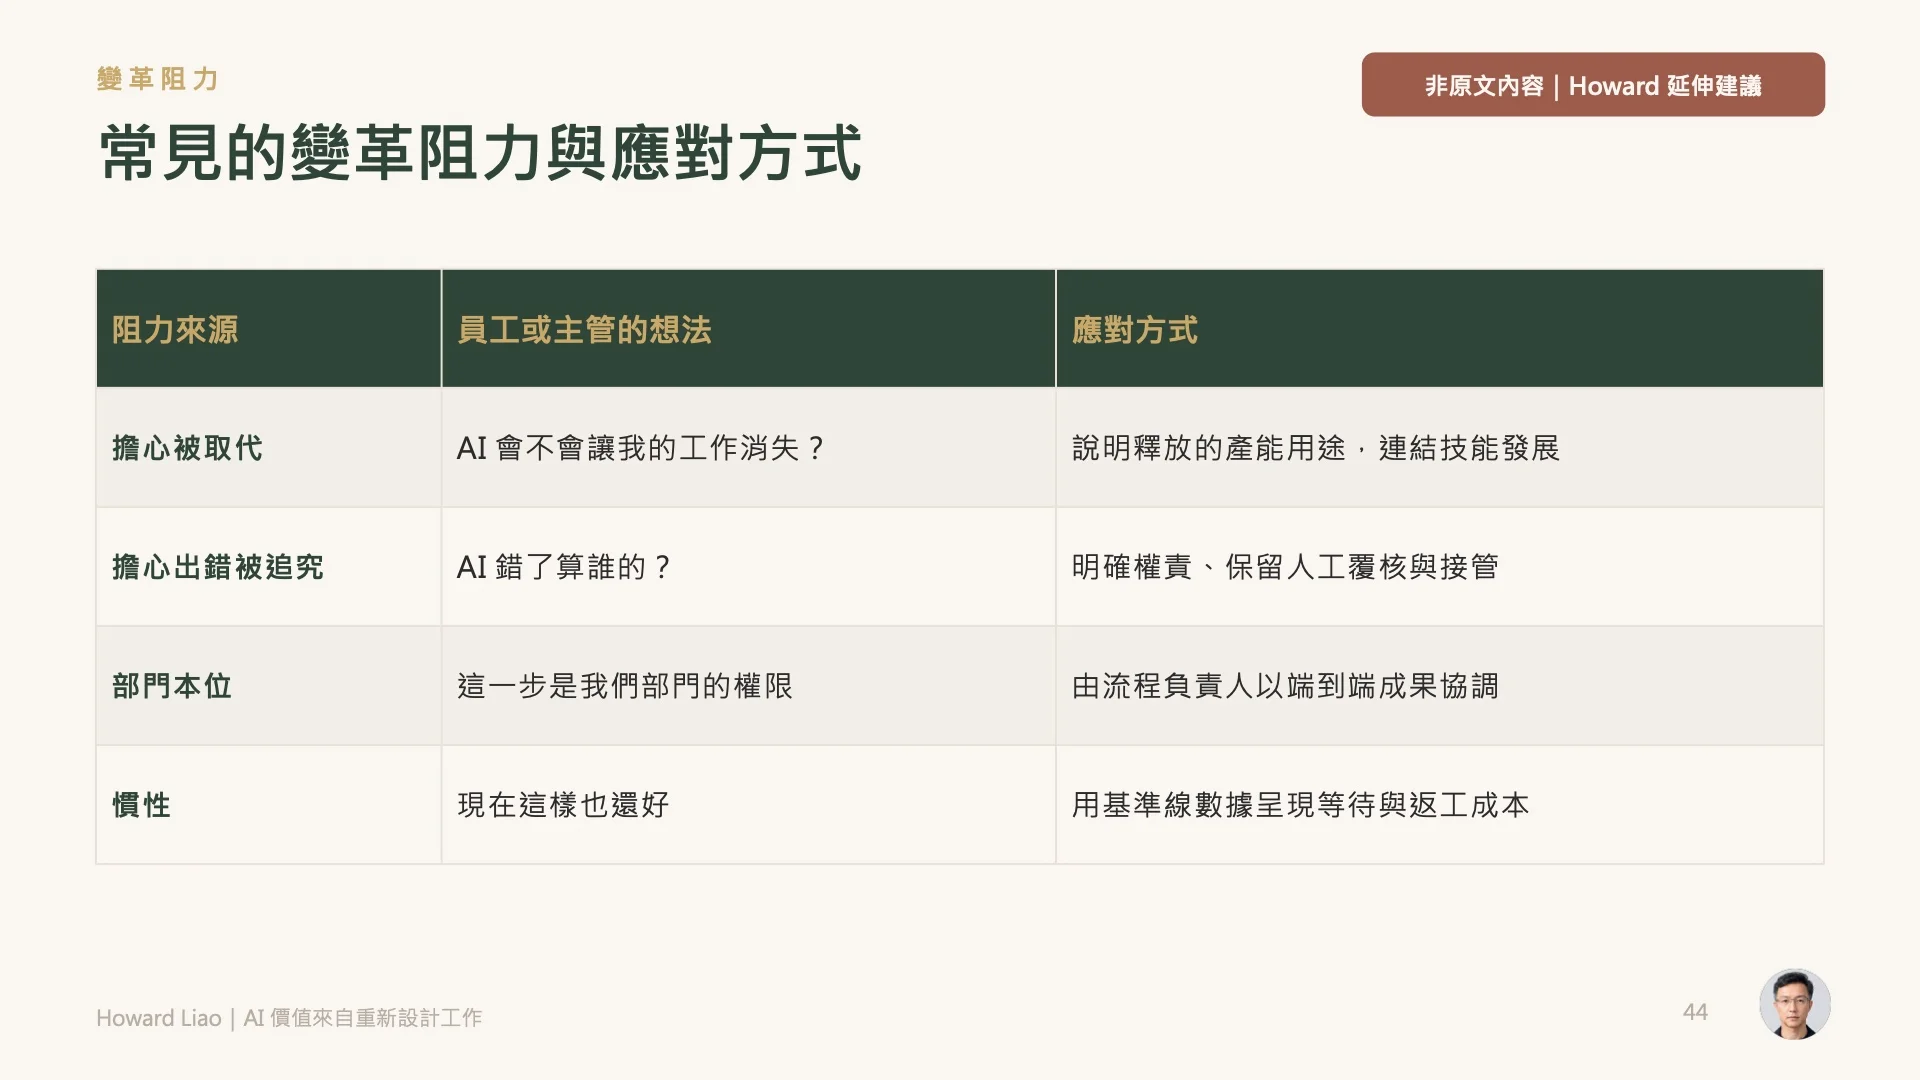 變革阻力
非原文內容｜Howard 延伸建議
常見的變革阻力與應對方式
阻力來源 員工或主管的想法 應對方式
擔心被取代 AI 會不會讓我的工作消失？ 說明釋放的產能用途，連結技能發展
擔心出錯被追究 AI 錯了算誰的？ 明確權責、保留人工覆核與接管
部門本位 這一步是我們部門的權限 由流程負責人以端到端成果協調
慣性 現在這樣也還好 用基準線數據呈現等待與返工成本
Howard Liao｜AI 價值來自重新設計工作
44